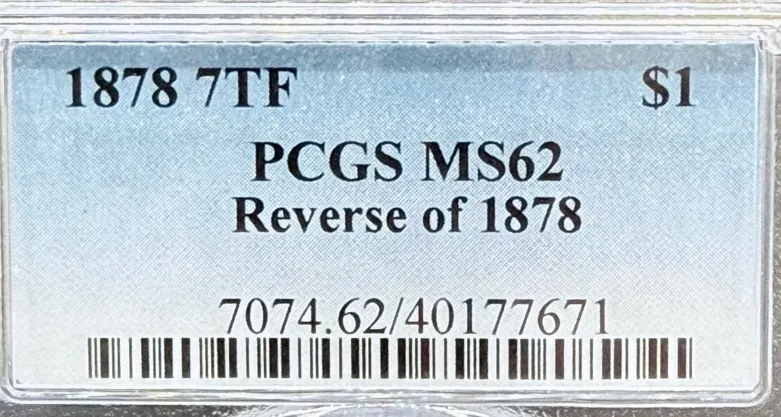 1878 7TF $1
PCGS MS62
Reverse of 1878
7074.62/40177671